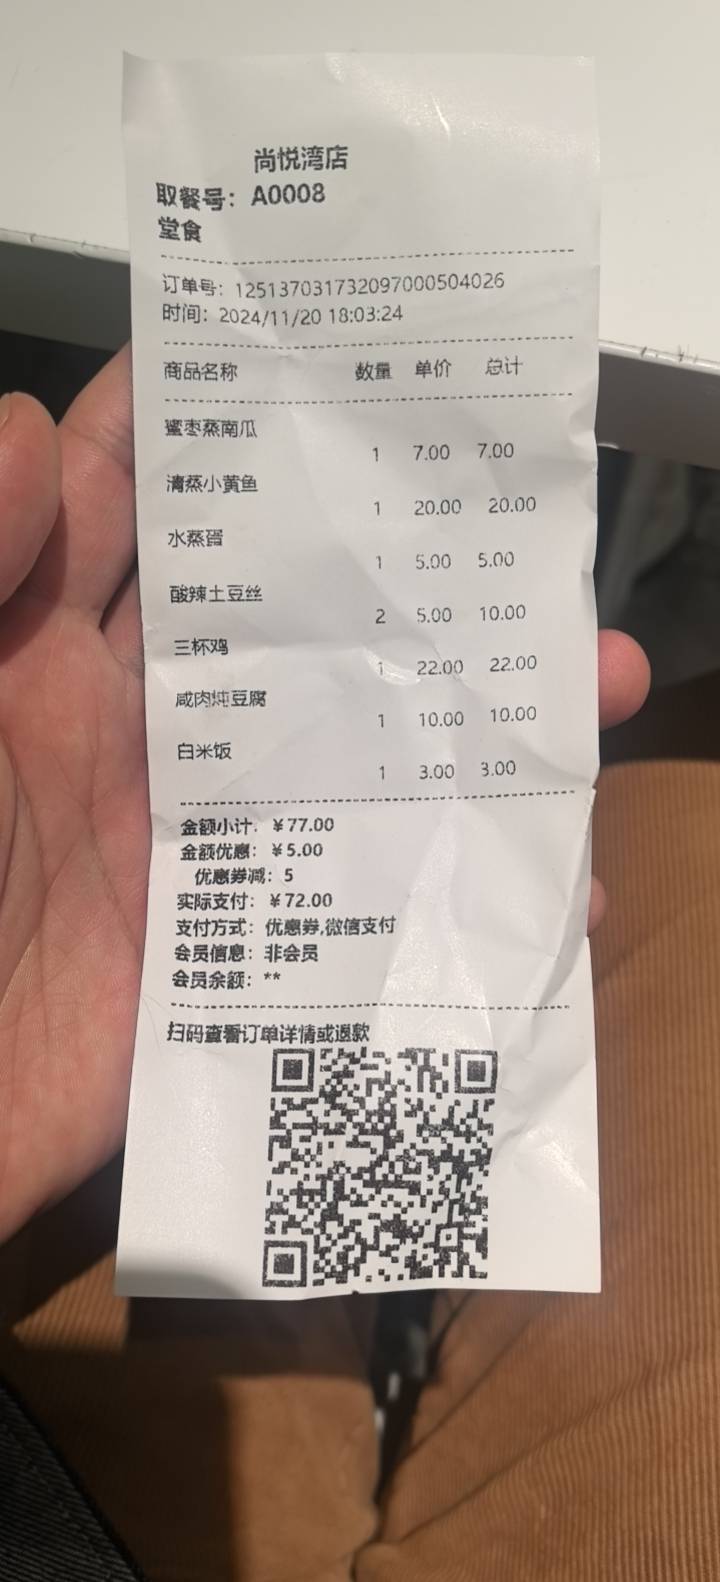 尚悦湾店
取餐号：A0008
堂食
订单号：1251370317320970005​04026
时间：2024/11/20 18:03:24
商品名称 数量 单价 总计
蜜枣蒸南瓜
1 7.00 7.00
清蒸小黄鱼
1 20.00 20.00
水蒸蛋
1 5.00 5.00
酸辣土豆丝
2 5.00 10.00
三杯鸡
1 22.00 22.00
咸肉炖豆腐
1 10.00 10.00
白米饭
1 3.00 3.00
金额小计：￥77.00
金额优惠：￥5.00
优惠券减：5
实际支付：￥72.00
支付方式：优惠券,微信支付
会员信息：非会员
会员余额：**
扫码查看订单详情或退款